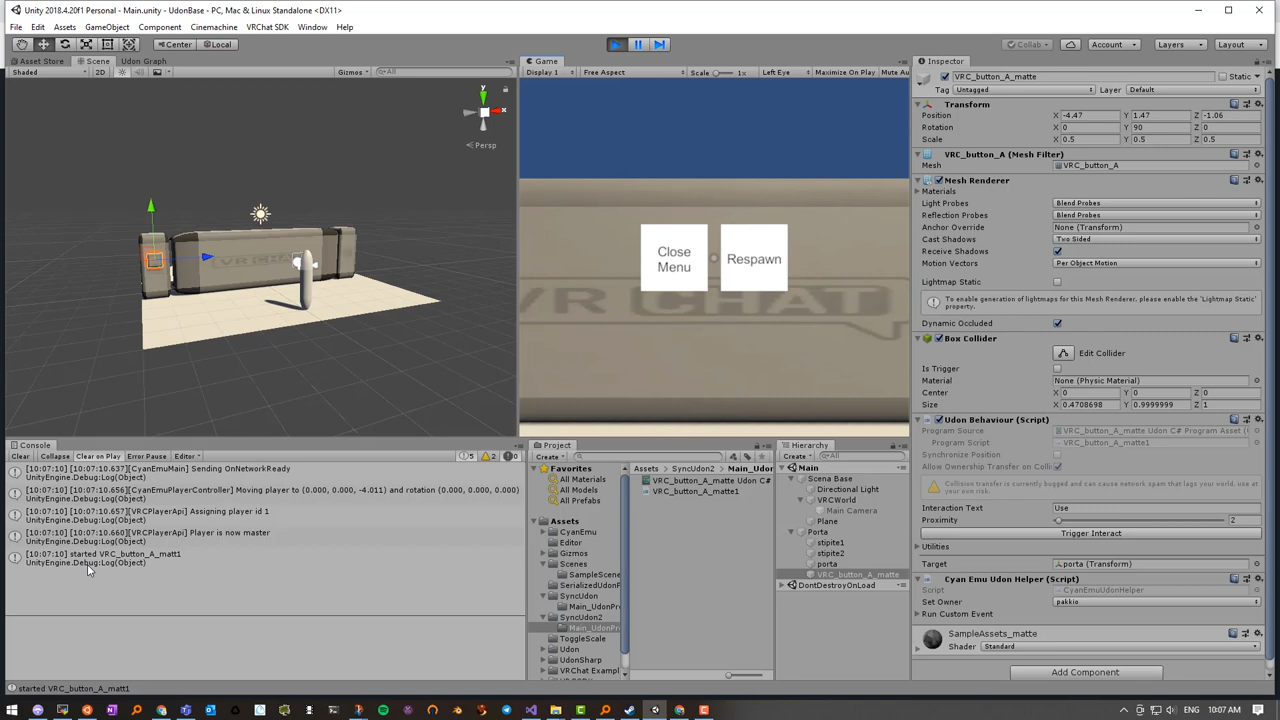 Unity 2018.4.20f1 Personal - Main.unity - UdonBase - PC, Mac & Linux Standalone <DX11>
File Edit Assets GameObject Component Cinemachine VRChat SDK Window Help
Center Local Collab Account Layers Layout
Asset Store Scene Udon Graph
Shaded 2D Gizmos All
y x
Persp
Game
Display 1 Free Aspect Scale 1x Left Eye Maximize On Play Mute Au
Close
Menu
Respawn
VR CHAT
VRCHAT
Console
Clear Collapse Clear on Play Error Pause Editor 5 2 0
[10:07:10] [10:07:10.637][CyanEmuMain] Sending OnNetworkReady
UnityEngine.Debug:Log(Object)
[10:07:10] [10:07:10.656][CyanEmuPlayerController] Moving player to (0.000, 0.000, -4.011) and rotation (0.000, 0.000, 0.000)
UnityEngine.Debug:Log(Object)
[10:07:10] [10:07:10.657][VRCPlayerApi] Assigning player id 1
UnityEngine.Debug:Log(Object)
[10:07:10] [10:07:10.660][VRCPlayerApi] Player is now master
UnityEngine.Debug:Log(Object)
[10:07:10] started VRC_button_A_matt1
UnityEngine.Debug:Log(Object)
started VRC_button_A_matt1
Project
Create
Favorites
All Materials
All Models
All Prefabs
Assets
CyanEmu
Editor
Gizmos
Scenes
SampleScene
SerializedUdonP
SyncUdon
Main_UdonPr
SyncUdon2
Main_UdonPr
ToggleScale
Udon
UdonSharp
VRChat Exampl
Assets SyncUdon2 Main_Udor
VRC_button_A_matte Udon C#
VRC_button_A_matte1
Hierarchy
Create All
Main
Scena Base
Directional Light
VRCWorld
Main Camera
Plane
Porta
stipite1
stipite2
porta
VRC_button_A_matte
DontDestroyOnLoad
Inspector
VRC_button_A_matte Static
Tag Untagged Layer Default
Transform
Position X -4.47 Y 1.47 Z -1.06
Rotation X 0 Y 90 Z 0
Scale X 0.5 Y 0.5 Z 0.5
VRC_button_A (Mesh Filter)
Mesh VRC_button_A
Mesh Renderer
Materials
Light Probes Blend Probes
Reflection Probes Blend Probes
Anchor Override None (Transform)
Cast Shadows Two Sided
Receive Shadows
Motion Vectors Per Object Motion
Lightmap Static
To enable generation of lightmaps for this Mesh Renderer, please enable the 'Lightmap Static'
property.
Dynamic Occluded
Box Collider
Edit Collider
Is Trigger
Material None (Physic Material)
Center X 0 Y 0 Z 0
Size X 0.4708698 Y 0.9999999 Z 1
Udon Behaviour (Script)
Program Source VRC_button_A_matte Udon C# Program Asset (
Program Script VRC_button_A_matte1
Synchronize Position
Allow Ownership Transfer on Colli
Collision transfer is currently bugged and can cause network spam that lags your world, use at
your own risk.
Interaction Text Use
Proximity 2
Trigger Interact
Utilities
Target porta (Transform)
Cyan Emu Udon Helper (Script)
Script CyanEmuUdonHelper
Set Owner pakkio
Run Custom Event
SampleAssets_matte
Shader Standard
Add Component
ENG 10:07 AM